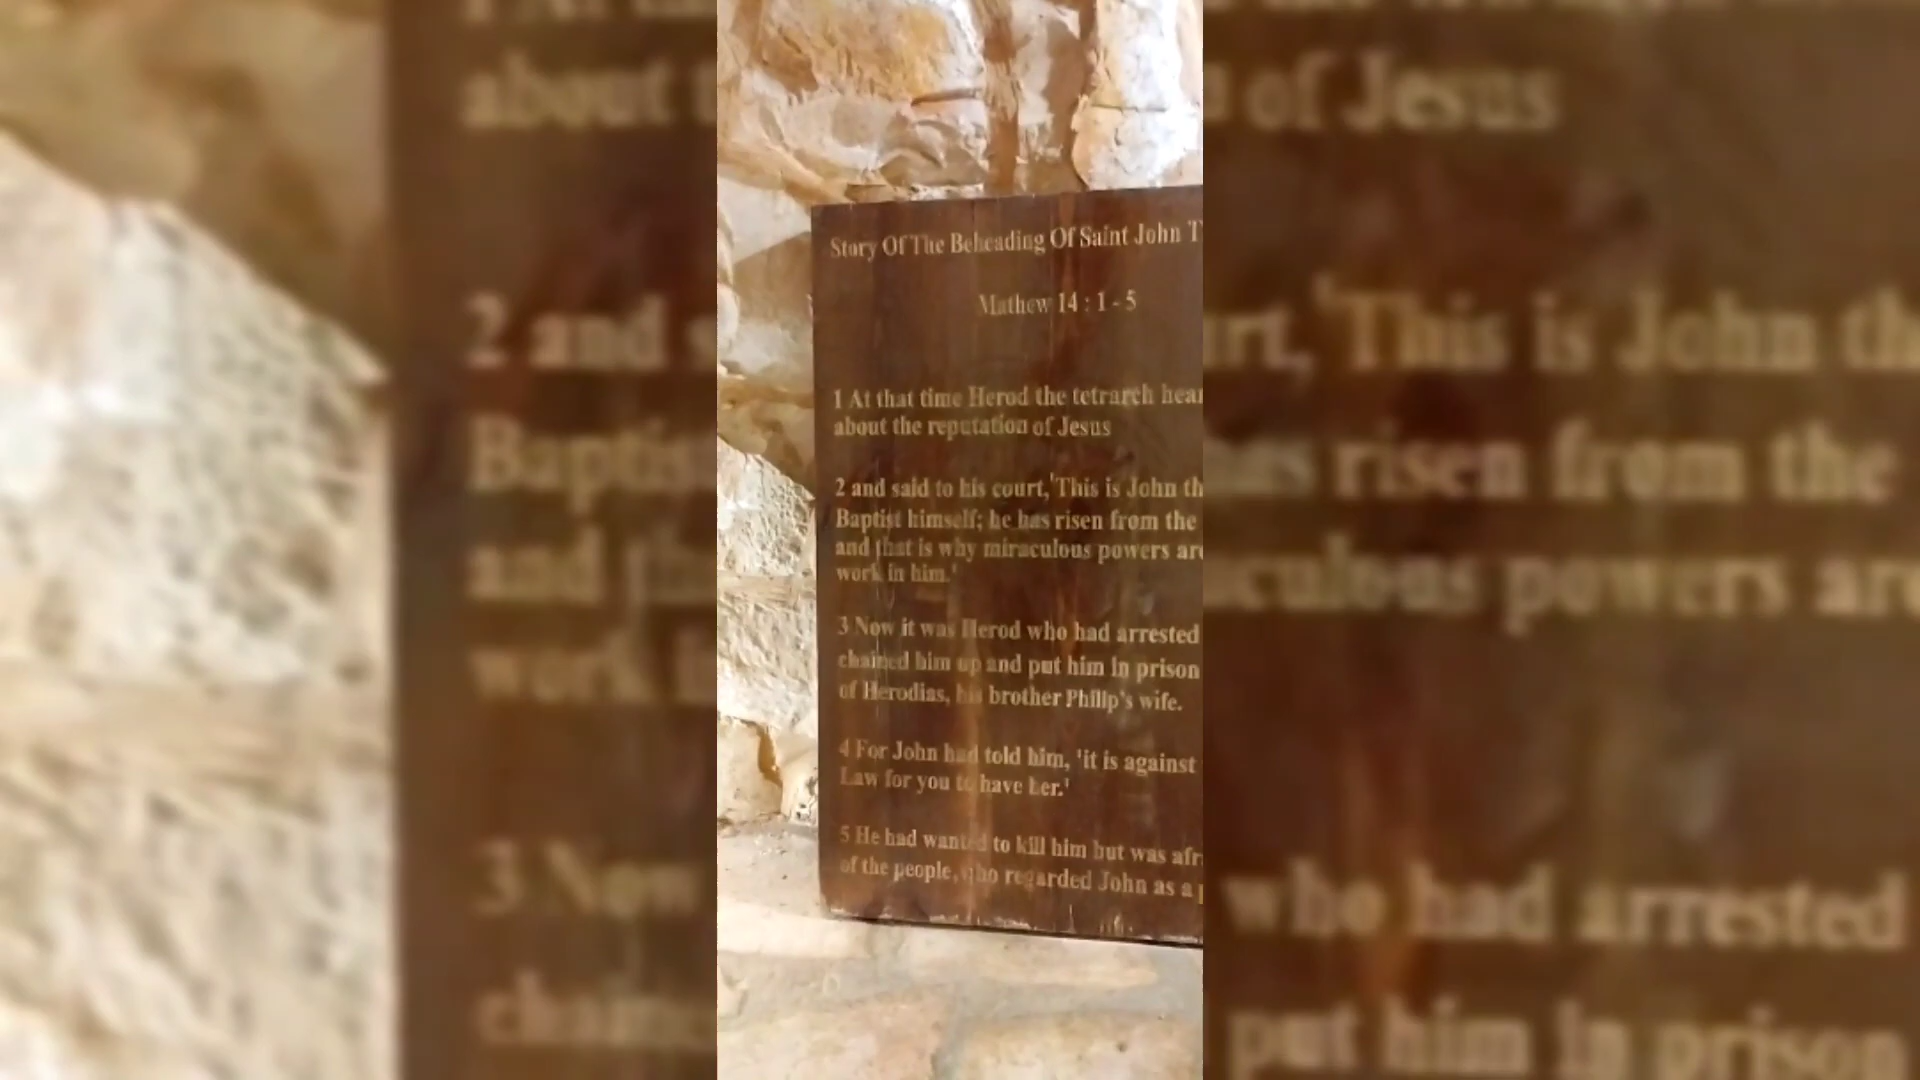 Story Of The Beheading Of Saint John T
Mathew 14 : 1 - 5
1 At that time Herod the tetrarch hear
about the reputation of Jesus
2 and said to his court,'This is John th
Baptist himself; he has risen from the
and that is why miraculous powers are
work in him.'
3 Now it was Herod who had arrested
chained him up and put him in prison
of Herodias, his brother Philip's wife.
4 For John had told him, 'it is against
Law for you to have her.'
5 He had wanted to kill him but was afr
of the people, who regarded John as a p